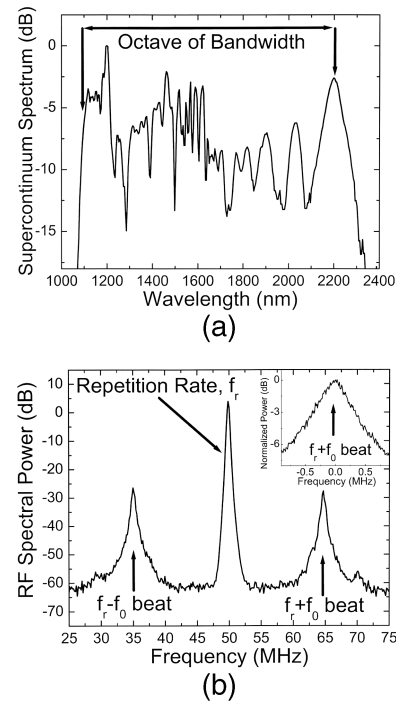 Octave of Bandwidth
Supercontinuum Spectrum (dB)
0
-5
-10
-15
1000 1200 1400 1600 1800 2000 2200 2400
Wavelength (nm)
(a)
Repetition Rate, fr
RF Spectral Power (dB)
10
0
-10
-20
-30
-40
-50
-60
-70
Normalized Power (dB)
0
-3
-6
fr+f0 beat
-0.5 0.0 0.5
Frequency (MHz)
fr-f0 beat
fr+f0 beat
25 30 35 40 45 50 55 60 65 70 75
Frequency (MHz)
(b)